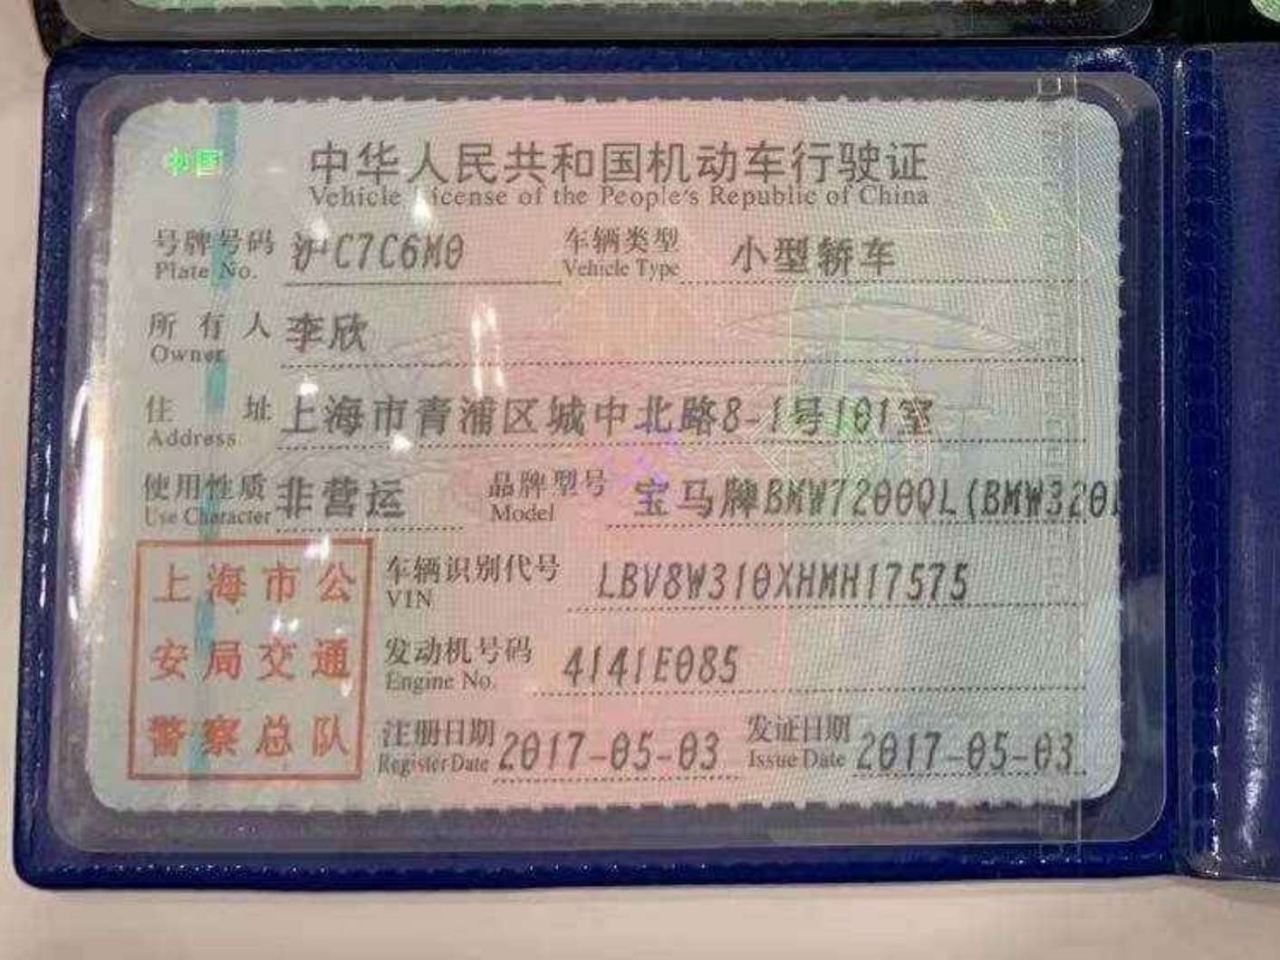 中国
中华人民共和国机动车行驶证
Vehicle License of the People's Republic of China
号牌号码 沪C7C6M0 车辆类型 小型轿车
Plate No. Vehicle Type
所有人 李欣
Owner
住址 上海市青浦区城中北路8-1号101室
Address
使用性质 非营运 品牌型号 宝马牌BMW7200QL(BMW320L
Use Character Model
上海市公
安局交通
警察总队
车辆识别代号 LBV8W310XHMH17575
VIN
发动机号码 4141E085
Engine No.
注册日期 2017-05-03 发证日期 2017-05-03
Register Date Issue Date